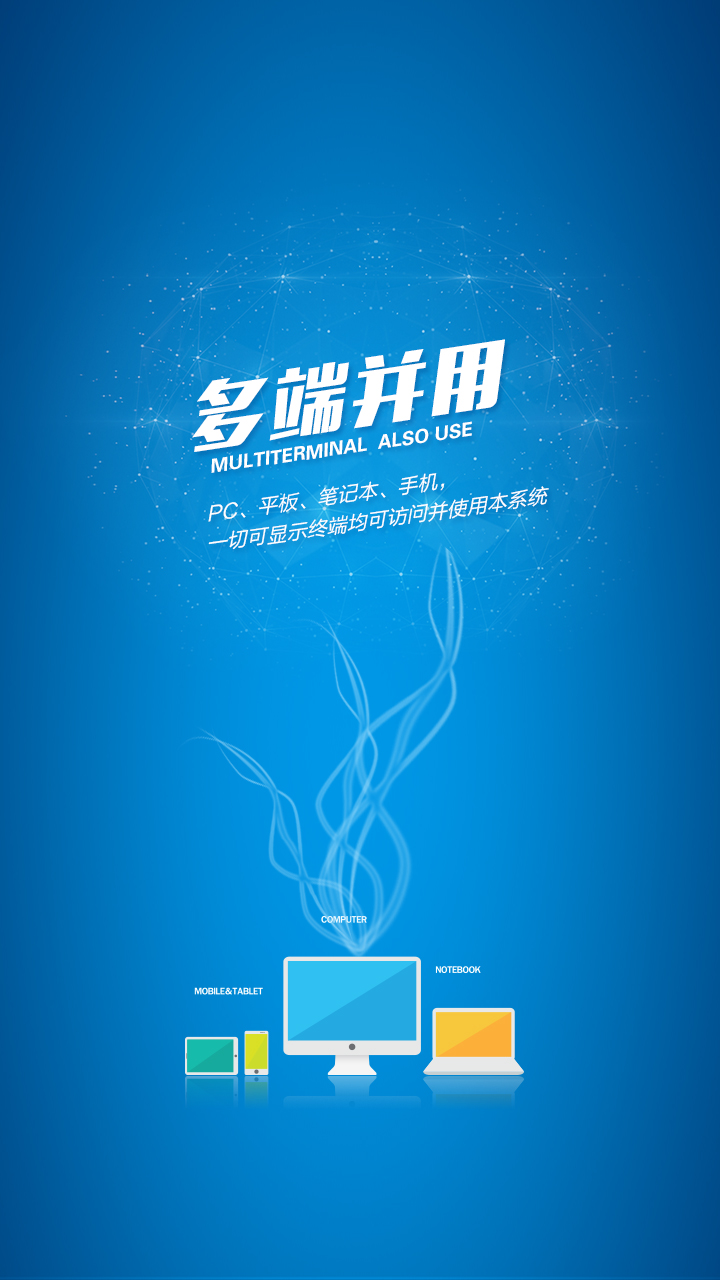 多端并用
MULTITERMINAL ALSO USE
PC、平板、笔记本、手机，
一切可显示终端均可访问并使用本系统
COMPUTER
NOTEBOOK
MOBILE&TABLET